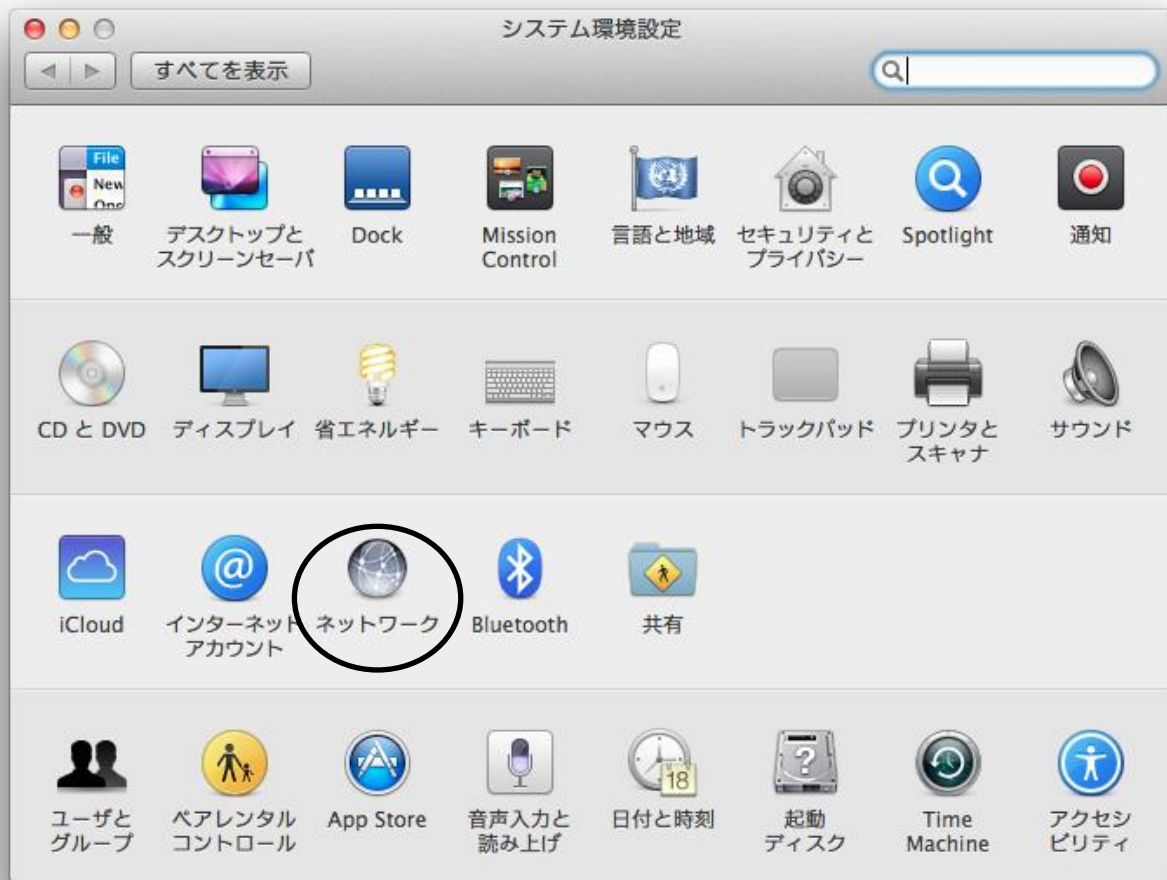 システム環境設定
すべてを表示
File
New
One
一般
デスクトップと
スクリーンセーバ
Dock
Mission
Control
言語と地域
セキュリティと
プライバシー
Spotlight
通知
CD と DVD
ディスプレイ
省エネルギー
キーボード
マウス
トラックパッド
プリンタと
スキャナ
サウンド
iCloud
インターネット
アカウント
ネットワーク
Bluetooth
共有
ユーザと
グループ
ペアレンタル
コントロール
App Store
音声入力と
読み上げ
18
日付と時刻
起動
ディスク
Time
Machine
アクセシ
ビリティ